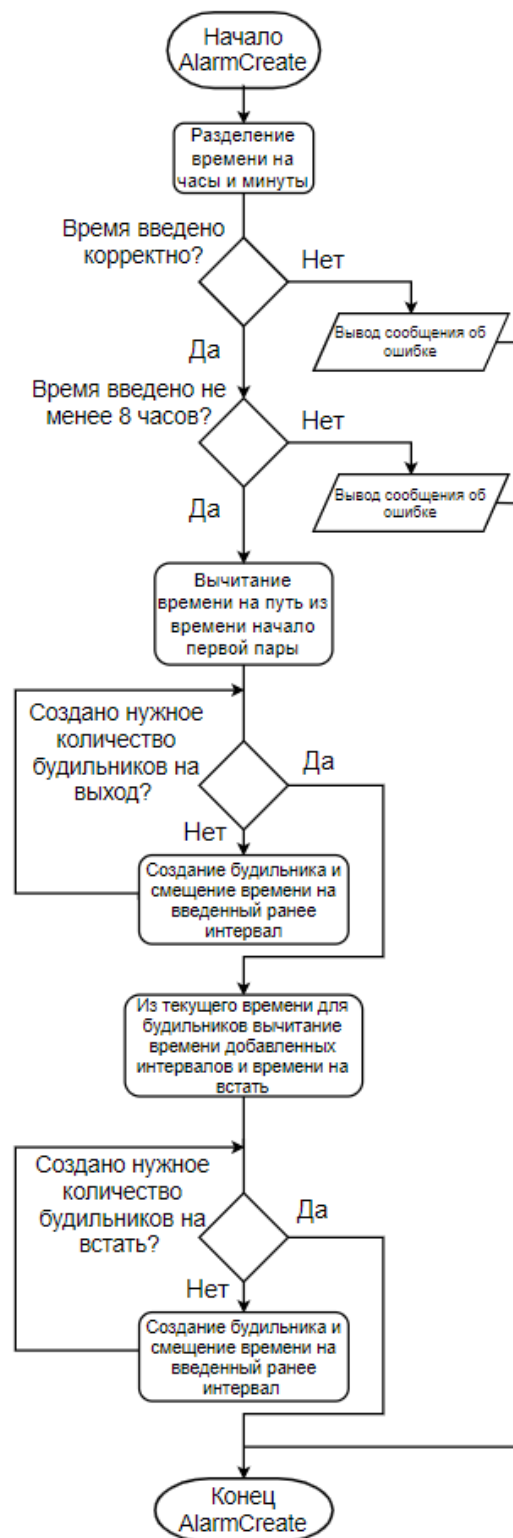 Начало
AlarmCreate
Разделение
времени на
часы и минуты
Время введено
корректно?
Нет
Вывод сообщения об
ошибке
Да
Время введено не
менее 8 часов?
Нет
Вывод сообщения об
ошибке
Да
Вычитание
времени на путь из
времени начало
первой пары
Создано нужное
количество
будильников на
выход?
Да
Нет
Создание будильника и
смещение времени на
введенный ранее
интервал
Из текущего времени для
будильников вычитание
времени добавленных
интервалов и времени на
встать
Создано нужное
количество
будильников на
встать?
Да
Нет
Создание будильника и
смещение времени на
введенный ранее
интервал
Конец
AlarmCreate